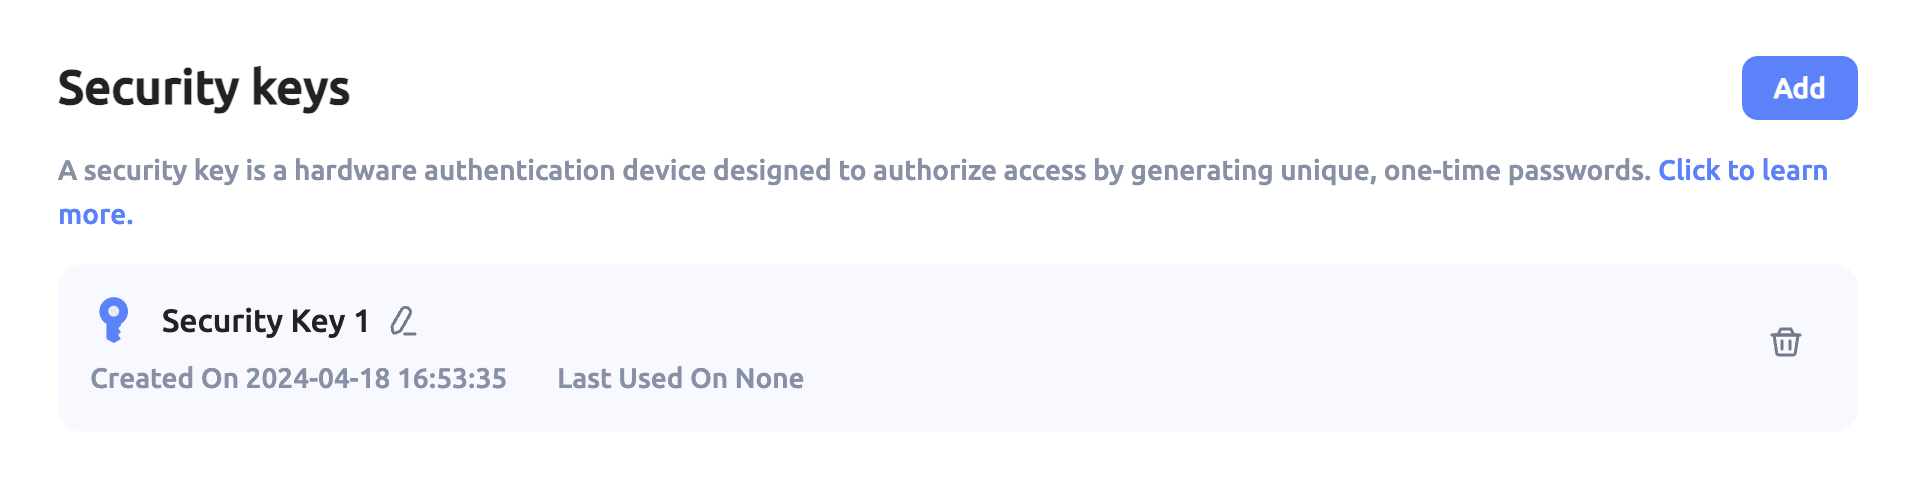 Security keys
Add
A security key is a hardware authentication device designed to authorize access by generating unique, one-time passwords. Click to learn
more.
Security Key 1
Created On 2024-04-18 16:53:35 Last Used On None